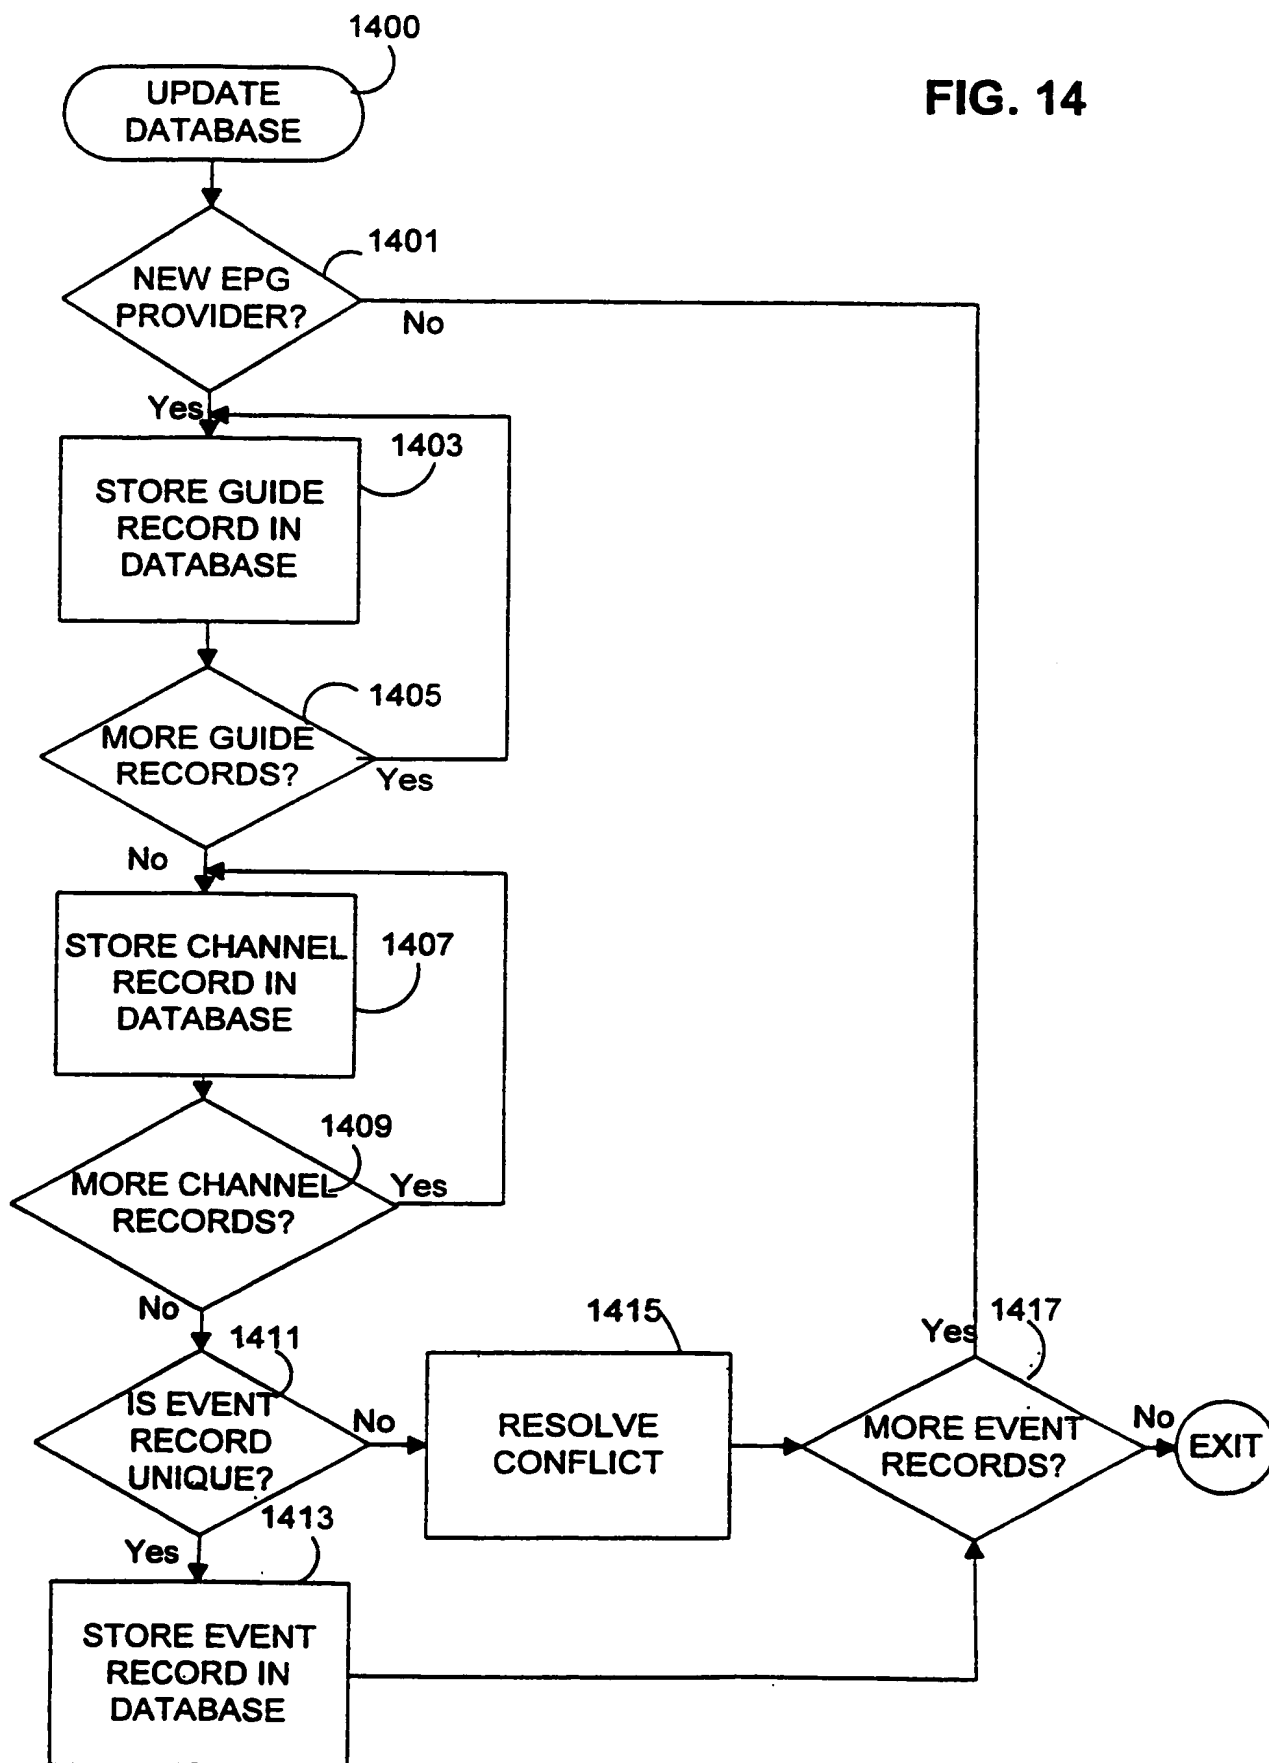 1400
UPDATE
DATABASE
FIG. 14
1401
NEW EPG
PROVIDER?
No
Yes
1403
STORE GUIDE
RECORD IN
DATABASE
1405
MORE GUIDE
RECORDS?
Yes
No
STORE CHANNEL
RECORD IN
DATABASE
1407
1409
MORE CHANNEL
RECORDS?
Yes
No
1411
IS EVENT
RECORD
UNIQUE?
No
1415
RESOLVE
CONFLICT
Yes
1417
MORE EVENT
RECORDS?
No
EXIT
Yes
1413
STORE EVENT
RECORD IN
DATABASE